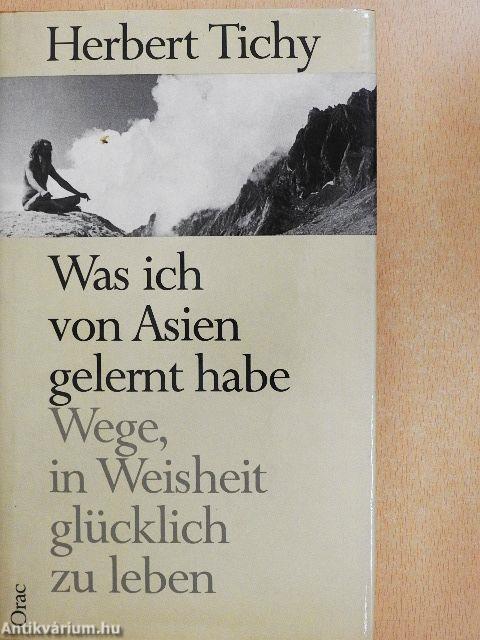 Herbert Tichy
Was ich
von Asien
gelernt habe
Wege,
in Weisheit
glücklich
zu leben
Orac
Antikvárium.hu